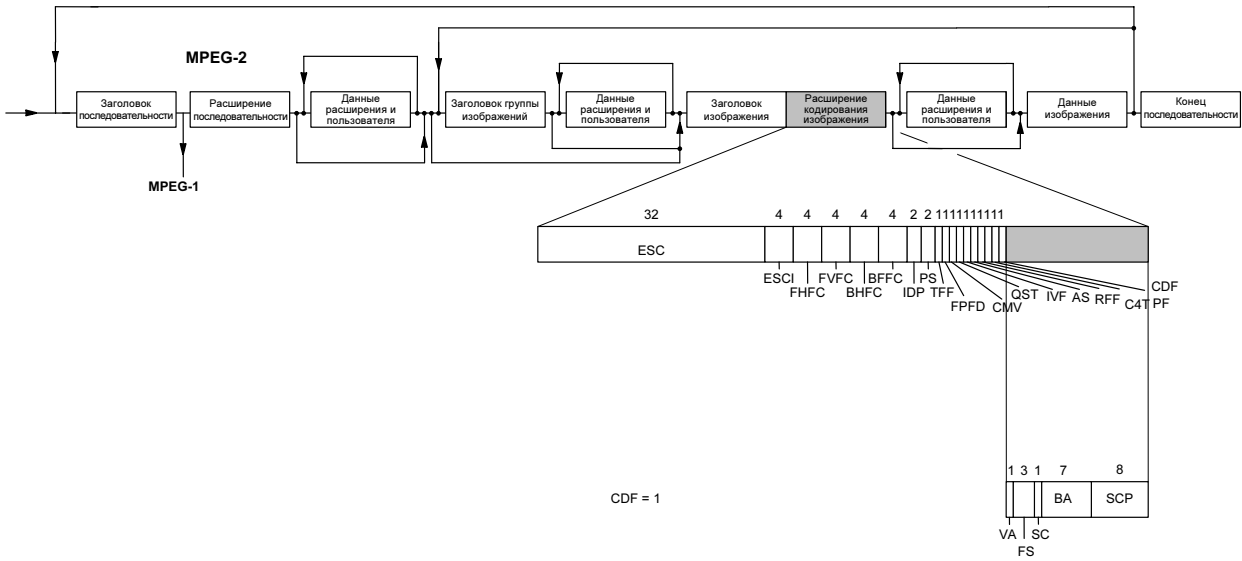 MPEG-2
Заголовок
последовательности
Расширение
последовательности
Данные
расширения и
пользователя
Заголовок группы
изображений
Данные
расширения и
пользователя
Заголовок
изображения
Расширение
кодирования
изображения
Данные
расширения и
пользователя
Данные
изображения
Конец
последовательности
MPEG-1
32 4 4 4 4 4 2 2 1111111111
ESC
ESCI FVFC BFFC PS QST IVF AS RFF CDF
FHFC BHFC IDP TFF FPFD CMV C4T PF
1 3 1 7 8
CDF = 1
BA SCP
VA SC
FS